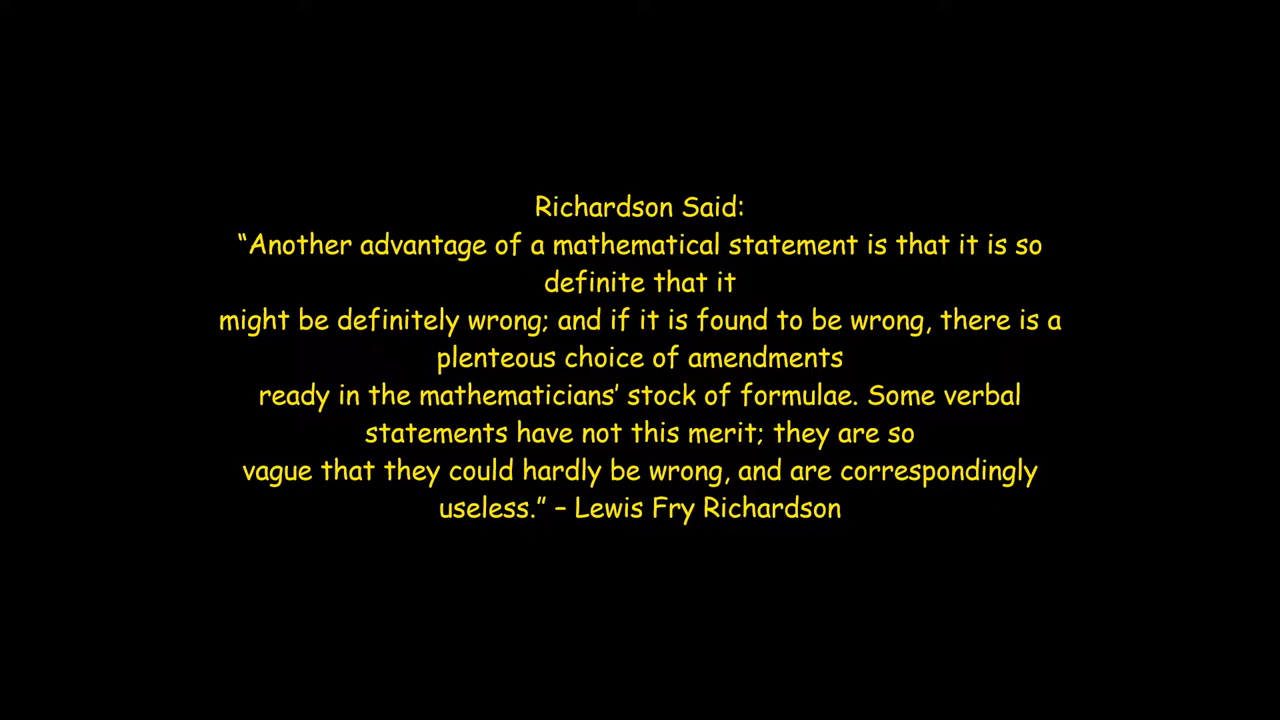 Richardson Said:
“Another advantage of a mathematical statement is that it is so
definite that it
might be definitely wrong; and if it is found to be wrong, there is a
plenteous choice of amendments
ready in the mathematicians’ stock of formulae. Some verbal
statements have not this merit; they are so
vague that they could hardly be wrong, and are correspondingly
useless.” – Lewis Fry Richardson